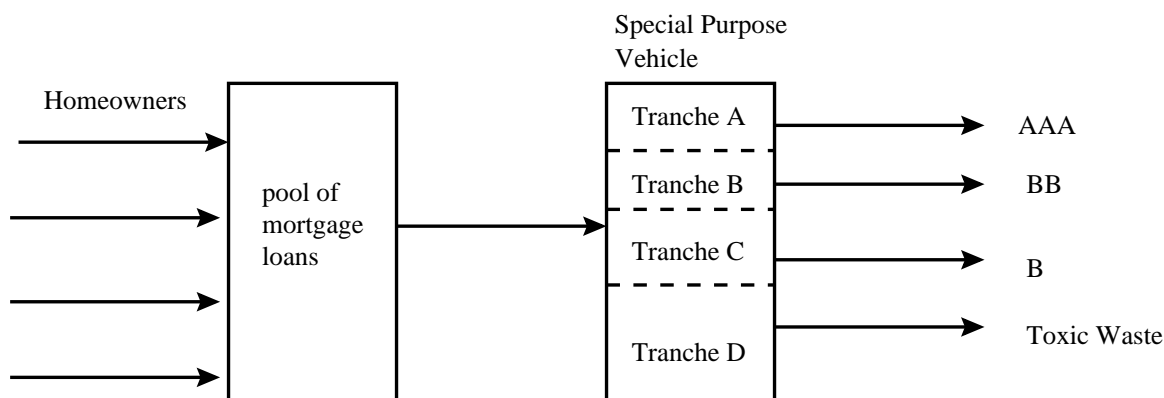 Special Purpose
Vehicle
Homeowners
pool of
mortgage
loans
Tranche A
Tranche B
Tranche C
Tranche D
AAA
BB
B
Toxic Waste